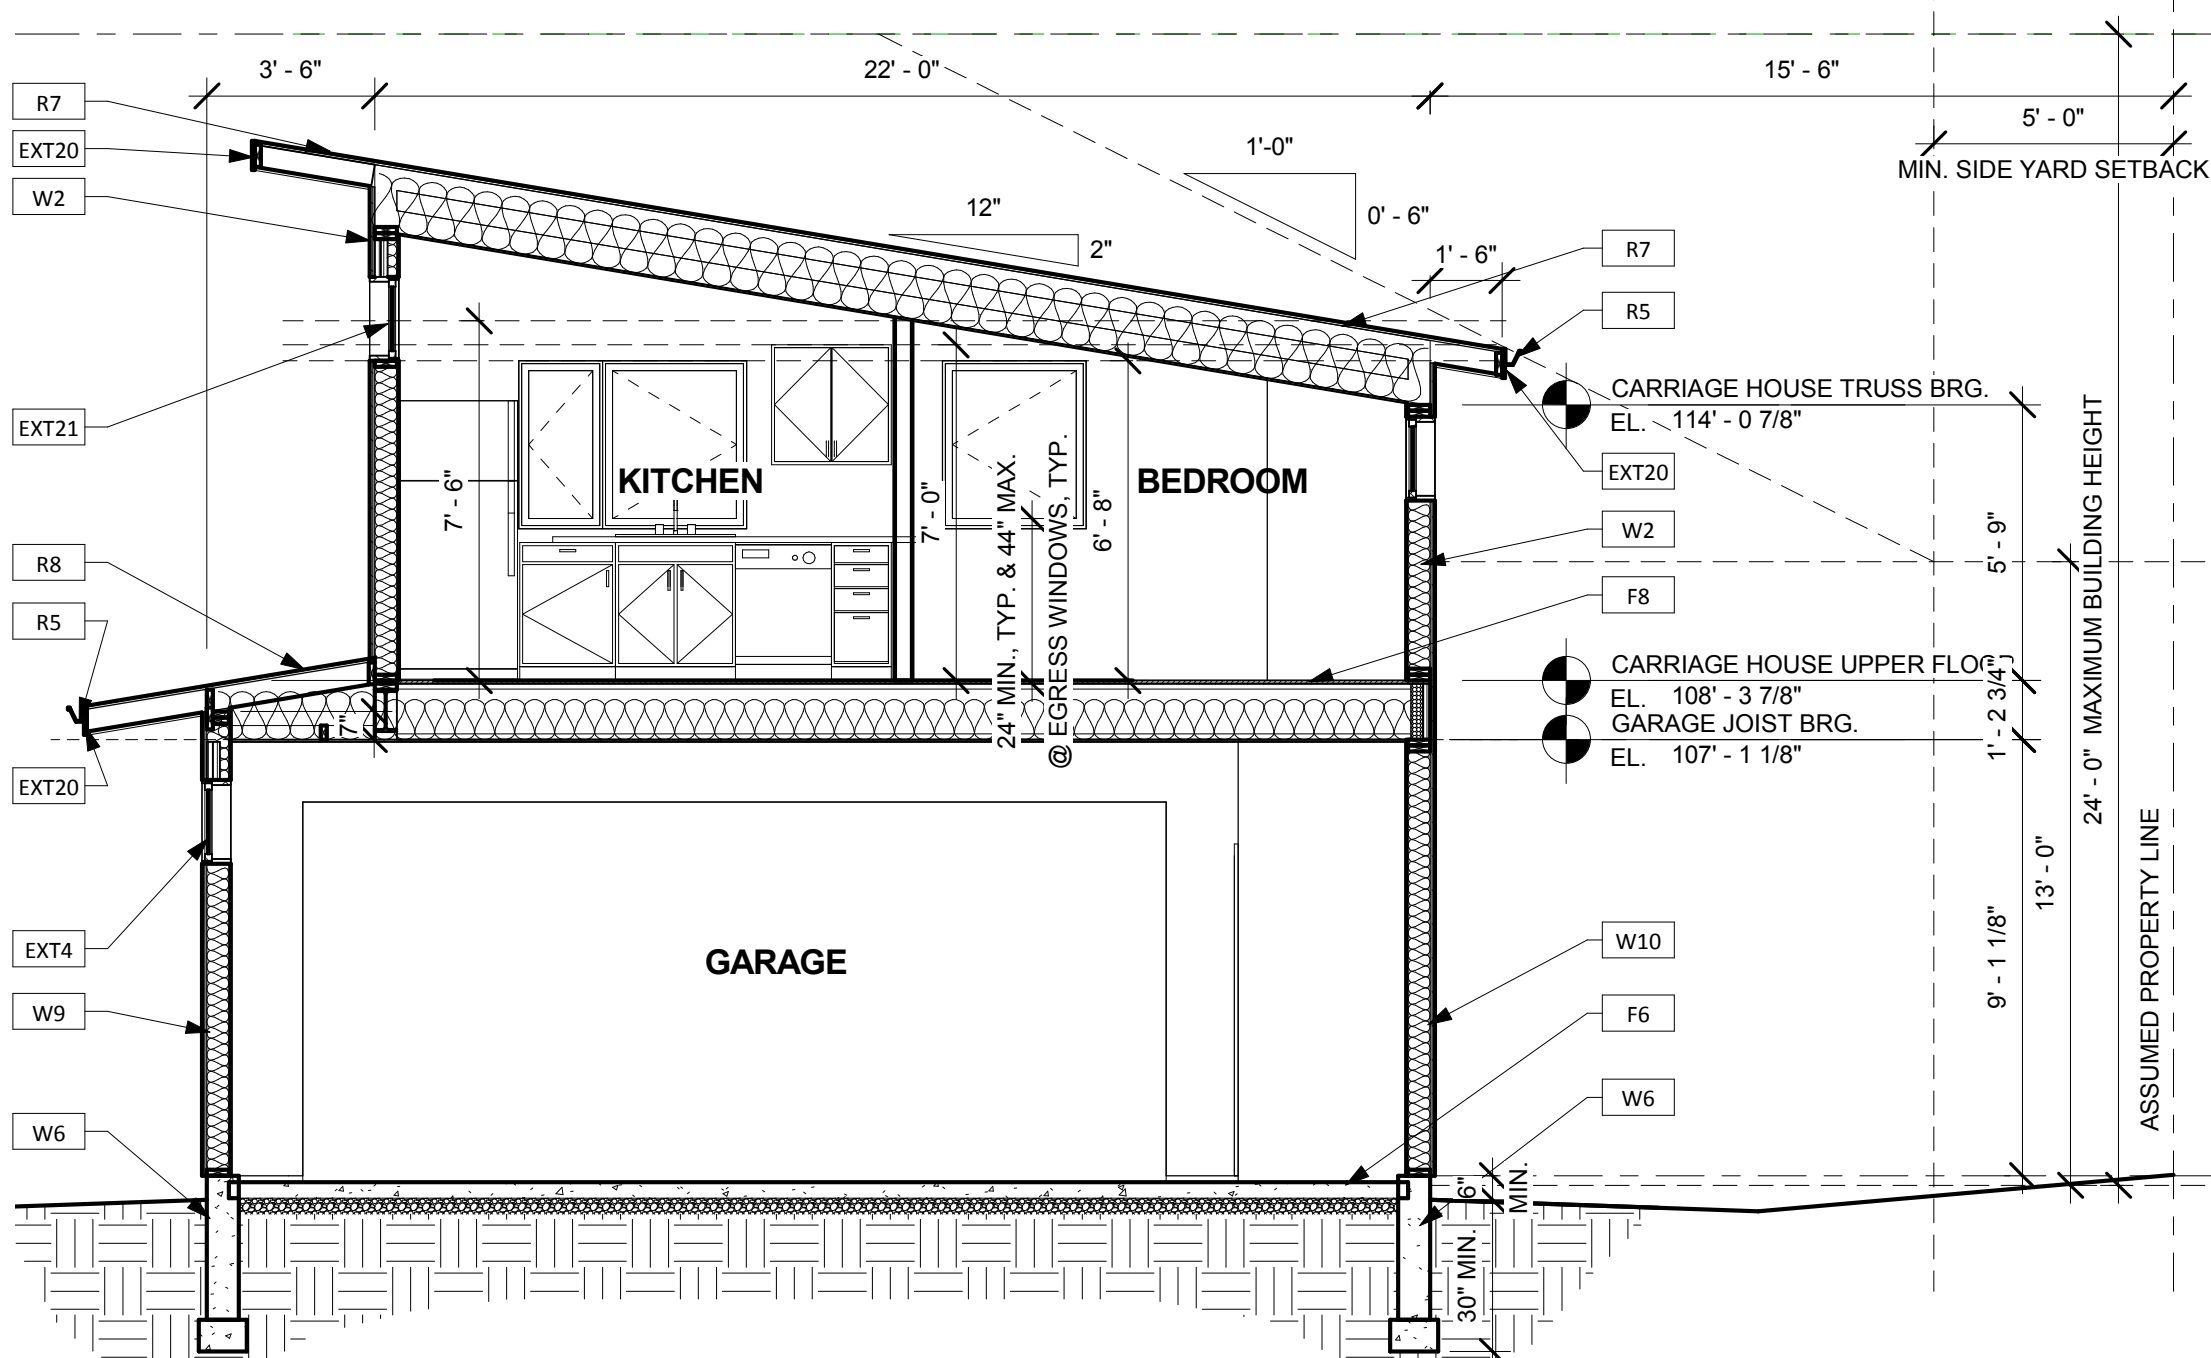 3' - 6"
22' - 0"
15' - 6"
5' - 0"
MIN. SIDE YARD SETBACK
R7
EXT20
W2
1'-0"
0' - 6"
12"
2"
1' - 6"
R7
R5
CARRIAGE HOUSE TRUSS BRG.
EL. 114' - 0 7/8"
EXT20
W2
F8
EXT21
R8
R5
EXT20
KITCHEN
BEDROOM
7' - 6"
7' - 0"
24" MIN., TYP. & 44" MAX.
@ EGRESS WINDOWS, TYP.
6' - 8"
7"
CARRIAGE HOUSE UPPER
EL. 108' - 3 7/8"
GARAGE JOIST BRG.
EL. 107' - 1 1/8"
5' - 9"
1' - 2 3/4"
9' - 1 1/8"
13' - 0"
24' - 0" MAXIMUM BUILDING HEIGHT
ASSUMED PROPERTY LINE
EXT4
W9
W6
GARAGE
W10
F6
W6
6"
MIN.
30" MIN.